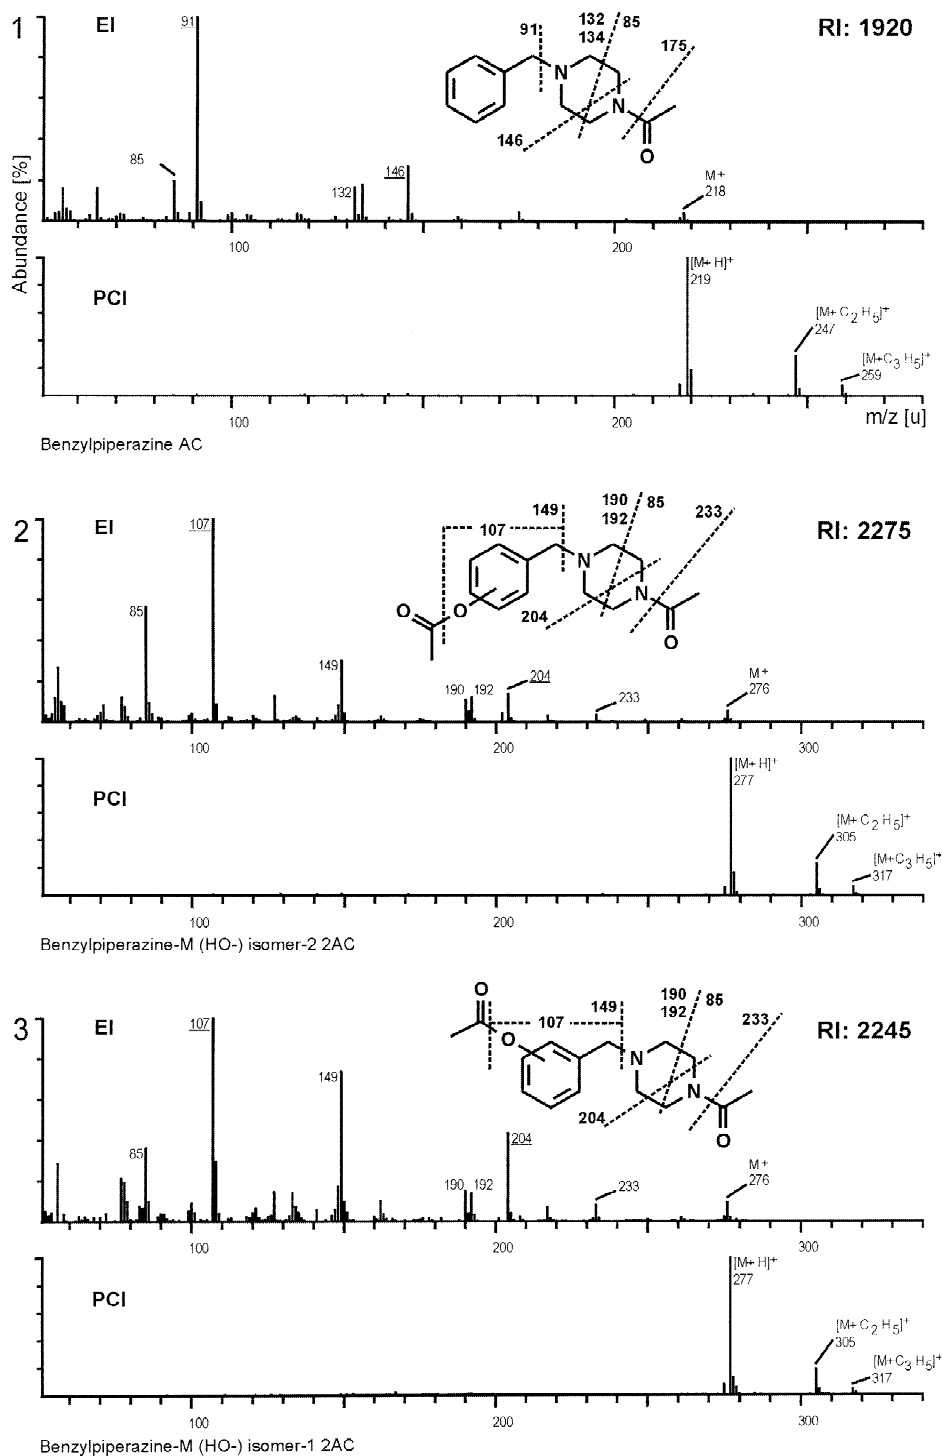 1
EI
RI: 1920
91
91
132
134
85
175
146
N
N
O
85
132
146
M+
218
Abundance [%]
100
200
PCI
[M+H]+
219
[M+C2H5]+
247
[M+C3H5]+
259
100
200
m/z [u]
Benzylpiperazine AC
2
EI
RI: 2275
107
149
190
192
85
233
107
204
N
N
O
O
O
85
149
190
192
204
233
M+
276
100
200
300
PCI
[M+H]+
277
[M+C2H5]+
305
[M+C3H5]+
317
100
200
300
Benzylpiperazine-M (HO-) isomer-2 2AC
3
EI
RI: 2245
107
149
190
192
85
233
107
204
O
O
N
N
O
149
85
190
192
204
233
M+
276
100
200
300
PCI
[M+H]+
277
[M+C2H5]+
305
[M+C3H5]+
317
100
200
300
Benzylpiperazine-M (HO-) isomer-1 2AC